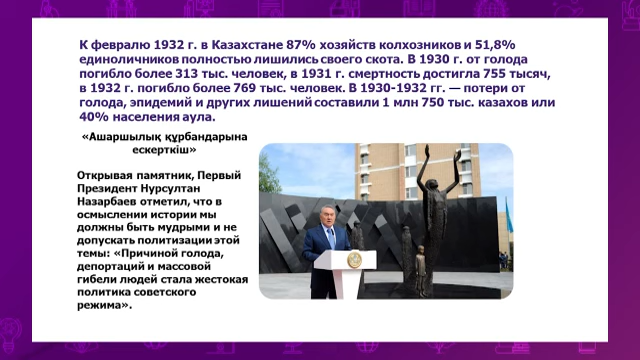 К февралю 1932 г. в Казахстане 87% хозяйств колхозников и 51,8%
единоличников полностью лишились своего скота. В 1930 г. от голода
погибло более 313 тыс. человек, в 1931 г. смертность достигла 755 тысяч,
в 1932 г. погибло более 769 тыс. человек. В 1930-1932 гг. — потери от
голода, эпидемий и других лишений составили 1 млн 750 тыс. казахов или
40% населения аула.
«Ашаршылық құрбандарына
ескерткіш»
Открывая памятник, Первый
Президент Нурсултан
Назарбаев отметил, что в
осмыслении истории мы
должны быть мудрыми и не
допускать политизации этой
темы: «Причиной голода,
депортаций и массовой
гибели людей стала жестокая
политика советского
режима».